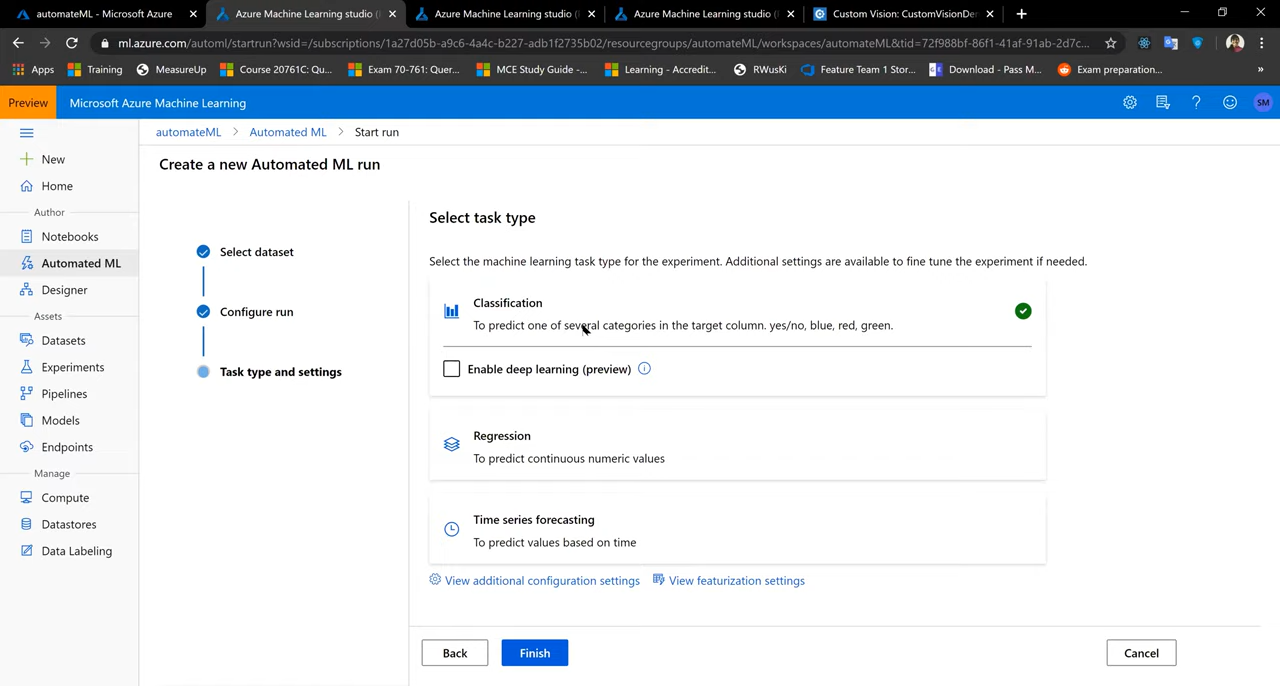 automateML - Microsoft Azure
Azure Machine Learning studio (
Azure Machine Learning studio (
Azure Machine Learning studio (
Custom Vision: CustomVisionDer
ml.azure.com/automl/startrun?wsid=/subscriptions/1a27d05b-a9c6-4a4c-b227-adb1f2735b02/resourcegroups/automateML/workspaces/automateML&tid=72f988bf-86f1-41af-91ab-2d7c...
Apps
Training
MeasureUp
Course 20761C: Qu...
Exam 70-761: Quer...
MCE Study Guide -...
Learning - Accredit...
RWusKi
Feature Team 1 Stor...
Download - Pass M...
Exam preparation...
»
Preview
Microsoft Azure Machine Learning
SM
automateML > Automated ML > Start run
Create a new Automated ML run
New
Home
Author
Notebooks
Automated ML
Designer
Assets
Datasets
Experiments
Pipelines
Models
Endpoints
Manage
Compute
Datastores
Data Labeling
Select dataset
Configure run
Task type and settings
Select task type
Select the machine learning task type for the experiment. Additional settings are available to fine tune the experiment if needed.
Classification
To predict one of several categories in the target column. yes/no, blue, red, green.
Enable deep learning (preview)
Regression
To predict continuous numeric values
Time series forecasting
To predict values based on time
View additional configuration settings
View featurization settings
Back
Finish
Cancel